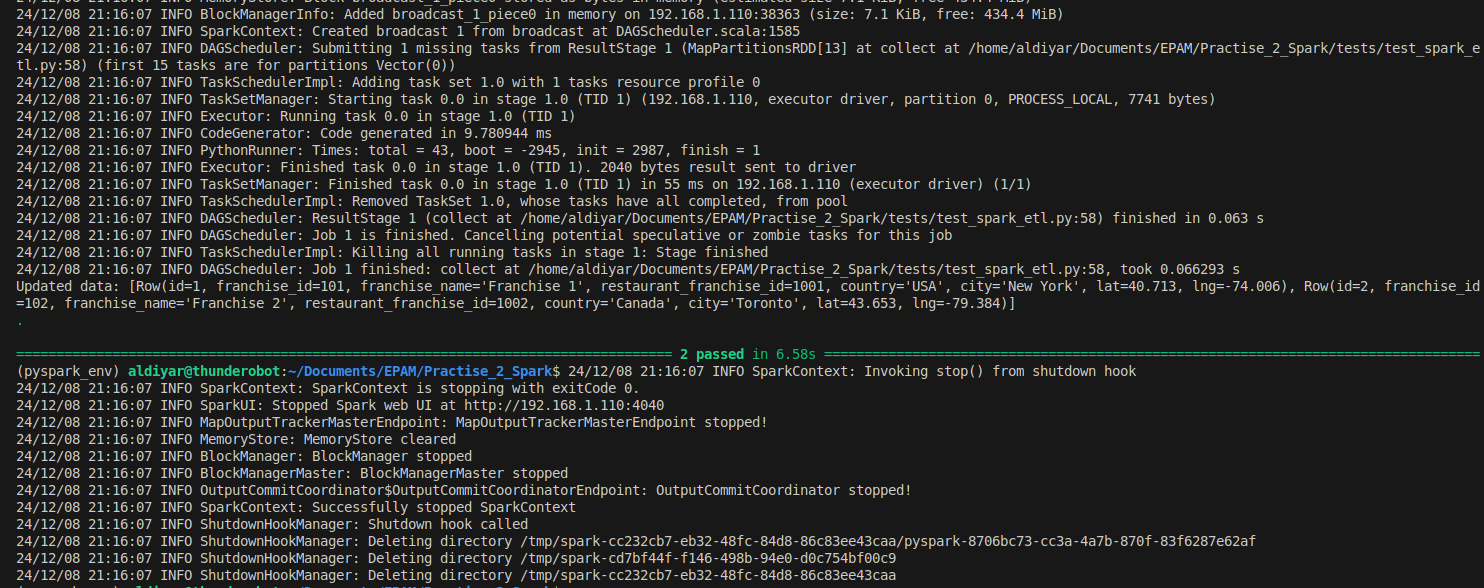 24/12/08 21:16:07 INFO MemoryStore: Block broadcast_1_piece0 stored as bytes in memory (estimated size 7.1 KiB, free 434.4 MiB)
24/12/08 21:16:07 INFO BlockManagerInfo: Added broadcast_1_piece0 in memory on 192.168.1.110:38363 (size: 7.1 KiB, free: 434.4 MiB)
24/12/08 21:16:07 INFO SparkContext: Created broadcast 1 from broadcast at DAGScheduler.scala:1585
24/12/08 21:16:07 INFO DAGScheduler: Submitting 1 missing tasks from ResultStage 1 (MapPartitionsRDD[13] at collect at /home/aldiyar/Documents/EPAM/Practise_2_Spark/tests/test_spark_e
tl.py:58) (first 15 tasks are for partitions Vector(0))
24/12/08 21:16:07 INFO TaskSchedulerImpl: Adding task set 1.0 with 1 tasks resource profile 0
24/12/08 21:16:07 INFO TaskSetManager: Starting task 0.0 in stage 1.0 (TID 1) (192.168.1.110, executor driver, partition 0, PROCESS_LOCAL, 7741 bytes)
24/12/08 21:16:07 INFO Executor: Running task 0.0 in stage 1.0 (TID 1)
24/12/08 21:16:07 INFO CodeGenerator: Code generated in 9.780944 ms
24/12/08 21:16:07 INFO PythonRunner: Times: total = 43, boot = -2945, init = 2987, finish = 1
24/12/08 21:16:07 INFO Executor: Finished task 0.0 in stage 1.0 (TID 1). 2040 bytes result sent to driver
24/12/08 21:16:07 INFO TaskSetManager: Finished task 0.0 in stage 1.0 (TID 1) in 55 ms on 192.168.1.110 (executor driver) (1/1)
24/12/08 21:16:07 INFO TaskSchedulerImpl: Removed TaskSet 1.0, whose tasks have all completed, from pool
24/12/08 21:16:07 INFO DAGScheduler: ResultStage 1 (collect at /home/aldiyar/Documents/EPAM/Practise_2_Spark/tests/test_spark_etl.py:58) finished in 0.063 s
24/12/08 21:16:07 INFO DAGScheduler: Job 1 is finished. Cancelling potential speculative or zombie tasks for this job
24/12/08 21:16:07 INFO TaskSchedulerImpl: Killing all running tasks in stage 1: Stage finished
24/12/08 21:16:07 INFO DAGScheduler: Job 1 finished: collect at /home/aldiyar/Documents/EPAM/Practise_2_Spark/tests/test_spark_etl.py:58, took 0.066293 s
Updated data: [Row(id=1, franchise_id=101, franchise_name='Franchise 1', restaurant_franchise_id=1001, country='USA', city='New York', lat=40.713, lng=-74.006), Row(id=2, franchise_id
=102, franchise_name='Franchise 2', restaurant_franchise_id=1002, country='Canada', city='Toronto', lat=43.653, lng=-79.384)]
.
================ 2 passed in 6.58s ================
(pyspark_env) aldiyar@thunderobot:~/Documents/EPAM/Practise_2_Spark$ 24/12/08 21:16:07 INFO SparkContext: Invoking stop() from shutdown hook
24/12/08 21:16:07 INFO SparkContext: SparkContext is stopping with exitCode 0.
24/12/08 21:16:07 INFO SparkUI: Stopped Spark web UI at http://192.168.1.110:4040
24/12/08 21:16:07 INFO MapOutputTrackerMasterEndpoint: MapOutputTrackerMasterEndpoint stopped!
24/12/08 21:16:07 INFO MemoryStore: MemoryStore cleared
24/12/08 21:16:07 INFO BlockManager: BlockManager stopped
24/12/08 21:16:07 INFO BlockManagerMaster: BlockManagerMaster stopped
24/12/08 21:16:07 INFO OutputCommitCoordinator$OutputCommitCoordinatorEndpoint: OutputCommitCoordinator stopped!
24/12/08 21:16:07 INFO SparkContext: Successfully stopped SparkContext
24/12/08 21:16:07 INFO ShutdownHookManager: Shutdown hook called
24/12/08 21:16:07 INFO ShutdownHookManager: Deleting directory /tmp/spark-cc232cb7-eb32-48fc-84d8-86c83ee43caa/pyspark-8706bc73-cc3a-4a7b-870f-83f6287e62af
24/12/08 21:16:07 INFO ShutdownHookManager: Deleting directory /tmp/spark-cd7bf44f-f146-498b-94e0-d0c754bf00c9
24/12/08 21:16:07 INFO ShutdownHookManager: Deleting directory /tmp/spark-cc232cb7-eb32-48fc-84d8-86c83ee43caa